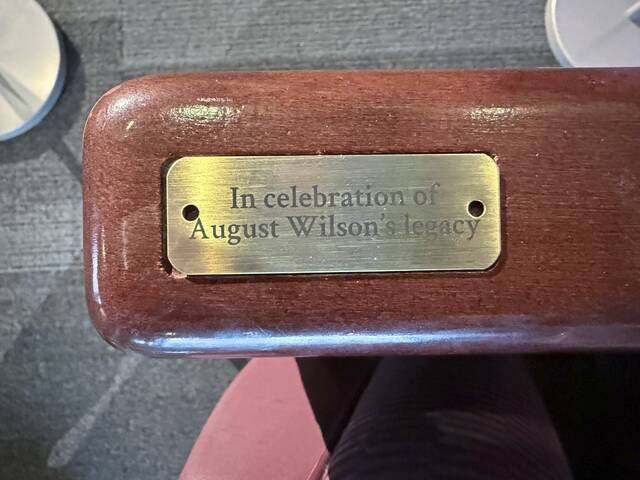 In celebration of
August Wilson's legacy